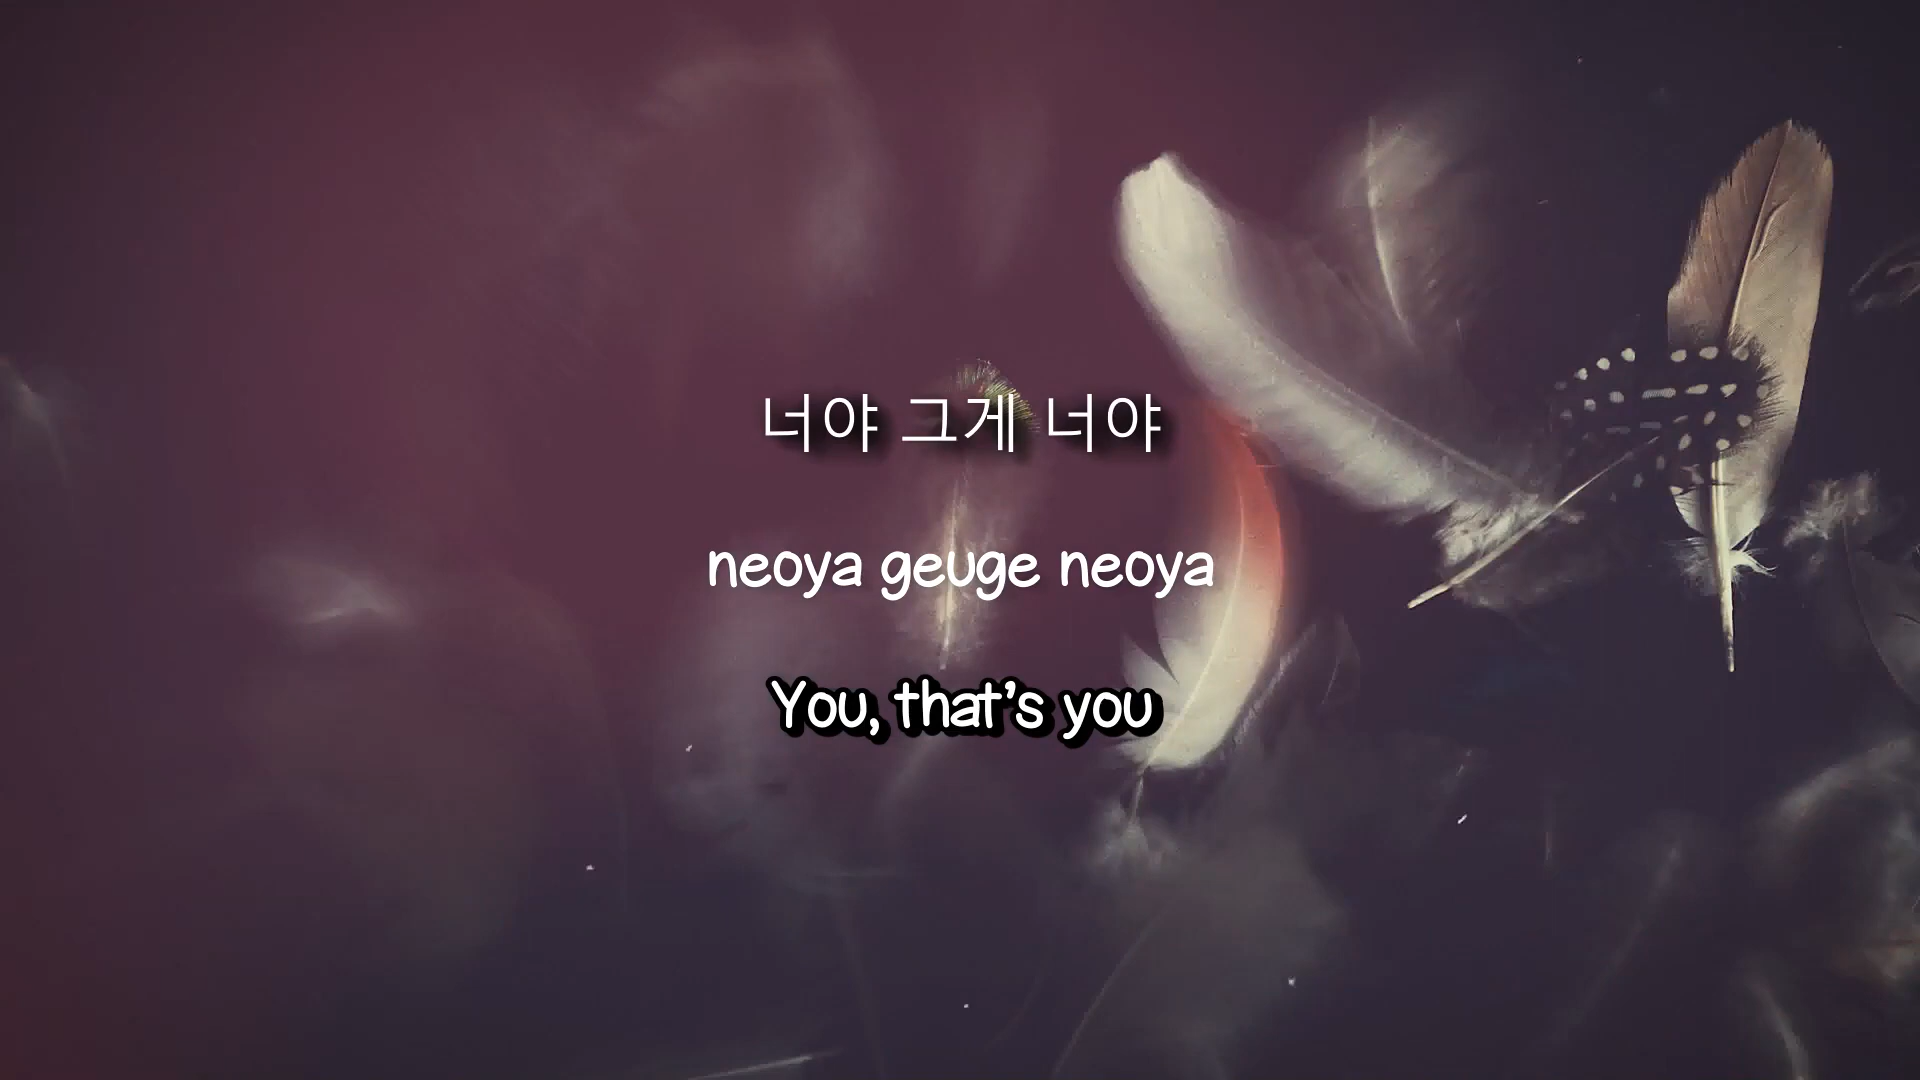 너야 그게 너야
neoya geuge neoya
You, that's you